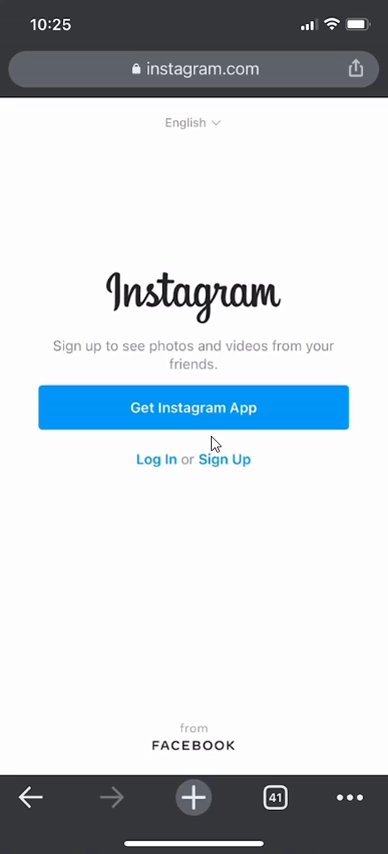 10:25
instagram.com
English
Instagram
Sign up to see photos and videos from your
friends.
Get Instagram App
Log In or Sign Up
from
FACEBOOK
41